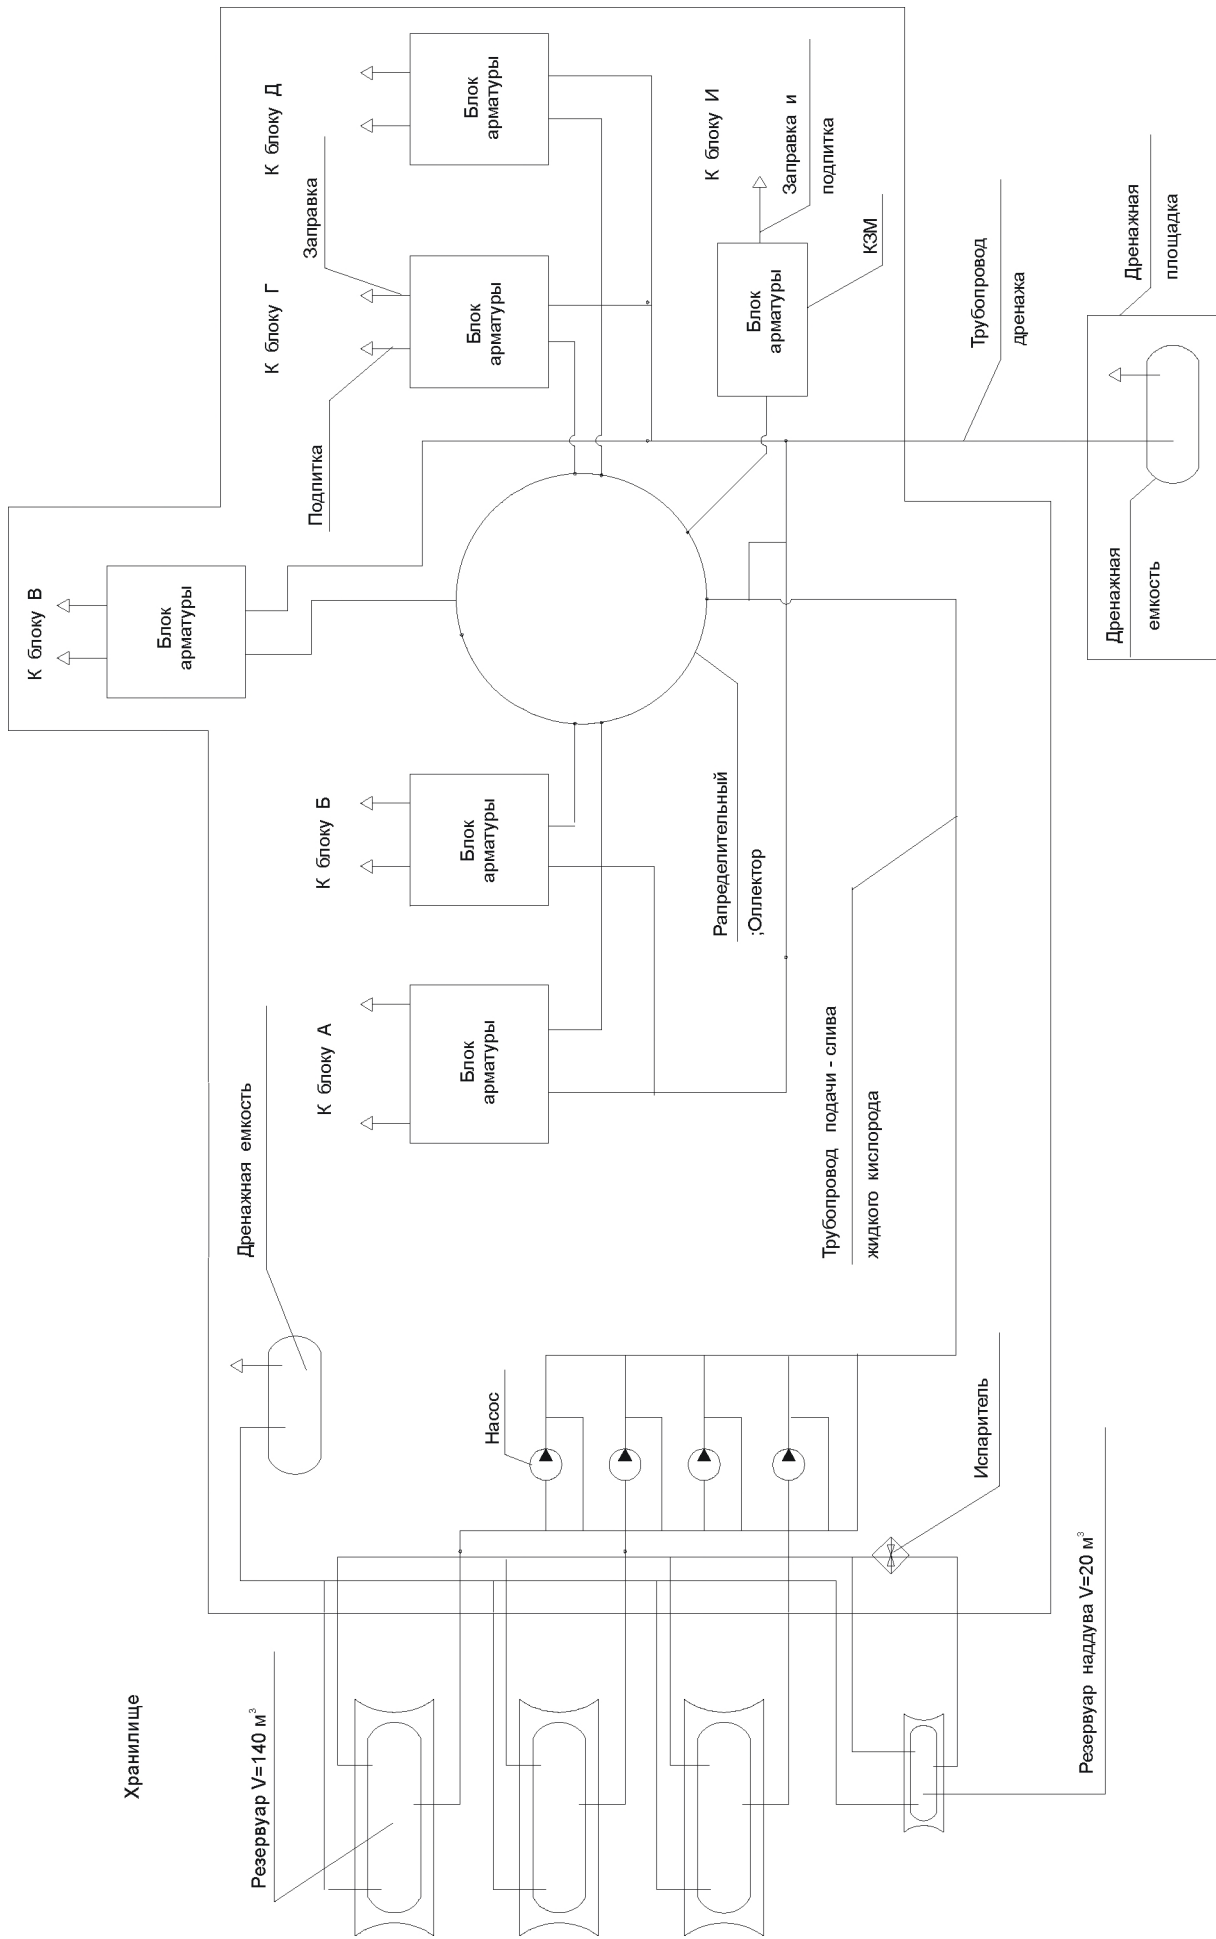 Хранилище
Резервуар V=140 м³
Дренажная емкость
К блоку А
Блок
арматуры
К блоку Б
Блок
арматуры
К блоку В
Блок
арматуры
Подпитка
К блоку Г
Заправка
Блок
арматуры
К блоку Д
Блок
арматуры
К блоку И
Заправка и
подпитка
Блок
арматуры
КЗМ
Насос
Рапределительный
;Оллектор
Трубопровод подачи - слива
жидкого кислорода
Трубопровод
дренажа
Испаритель
Резервуар наддува V=20 м³
Дренажная
емкость
Дренажная
площадка